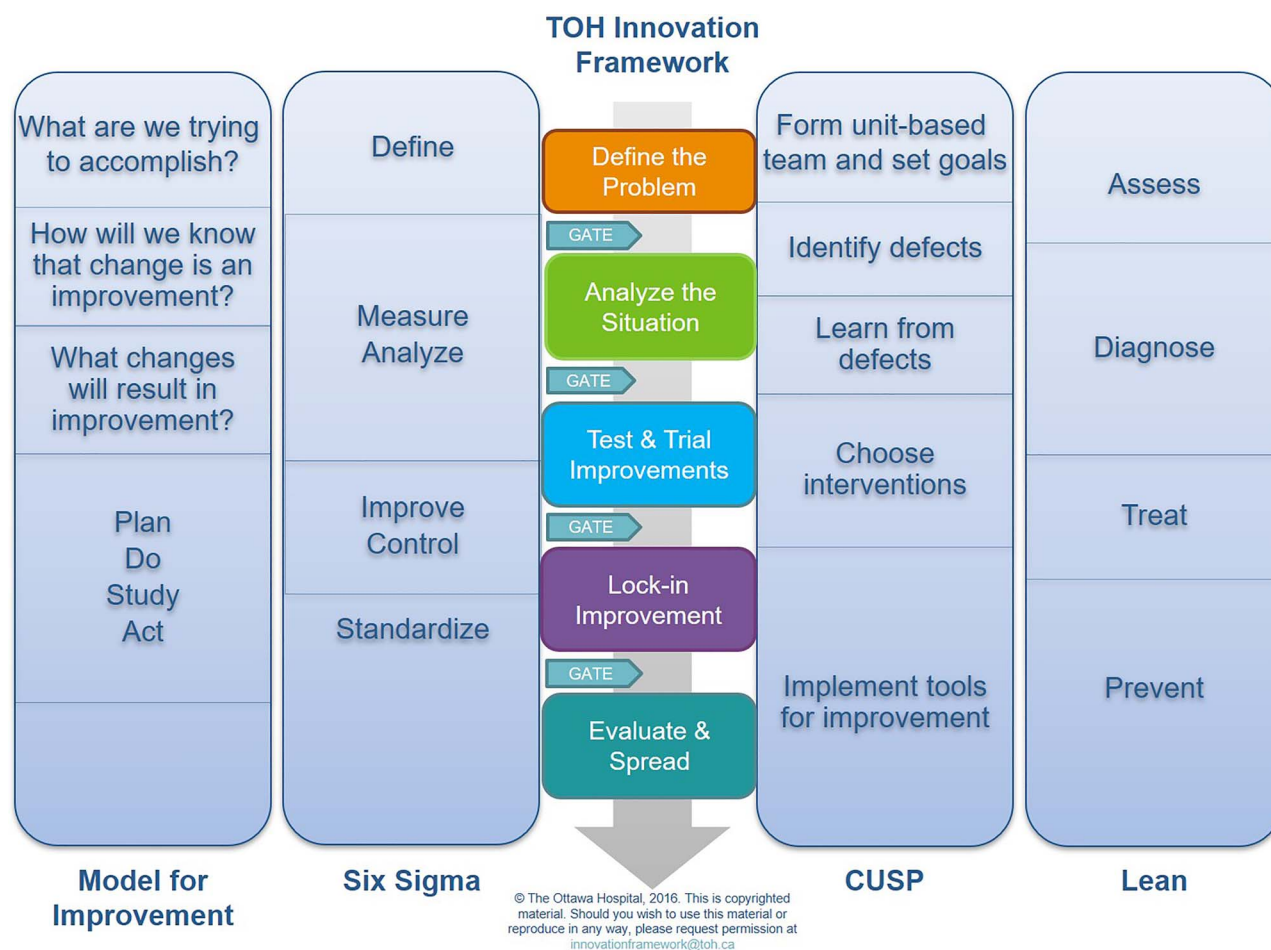 TOH Innovation
Framework
What are we trying
to accomplish?
How will we know
that change is an
improvement?
What changes
will result in
improvement?
Plan
Do
Study
Act
Model for
Improvement
Define
Measure
Analyze
Improve
Control
Standardize
Six Sigma
Define the
Problem
GATE
Analyze the
Situation
GATE
Test & Trial
Improvements
GATE
Lock-in
Improvement
GATE
Evaluate &
Spread
Form unit-based
team and set goals
Identify defects
Learn from
defects
Choose
interventions
Implement tools
for improvement
CUSP
Assess
Diagnose
Treat
Prevent
Lean
© The Ottawa Hospital, 2016. This is copyrighted
material. Should you wish to use this material or
reproduce in any way, please request permission at
innovationframework@toh.ca